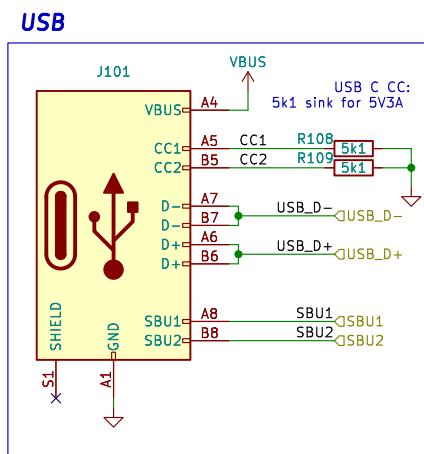 USB
J101
VBUS
USB C CC:
5k1 sink for 5V3A
VBUS A4
CC1 A5 CC1 R108 5k1
CC2 B5 CC2 R109 5k1
D- A7
D- B7 USB_D- USB_D-
D+ A6
D+ B6 USB_D+ USB_D+
SBU1 A8 SBU1 SBU1
SBU2 B8 SBU2 SBU2
SHIELD GND
S1 A1